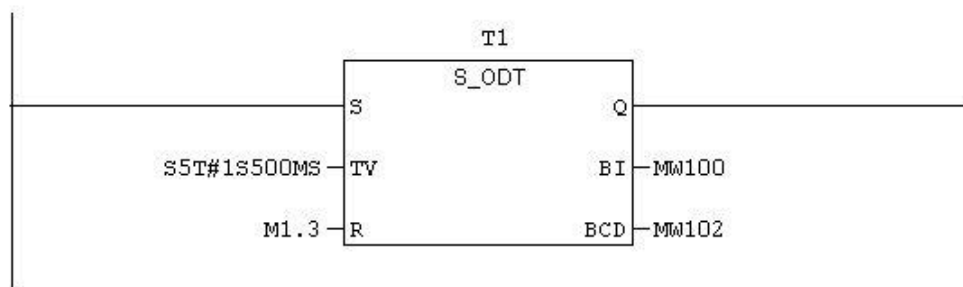 T1
S_ODT
S Q
S5T#1S500MS TV BI MW100
M1.3 R BCD MW102